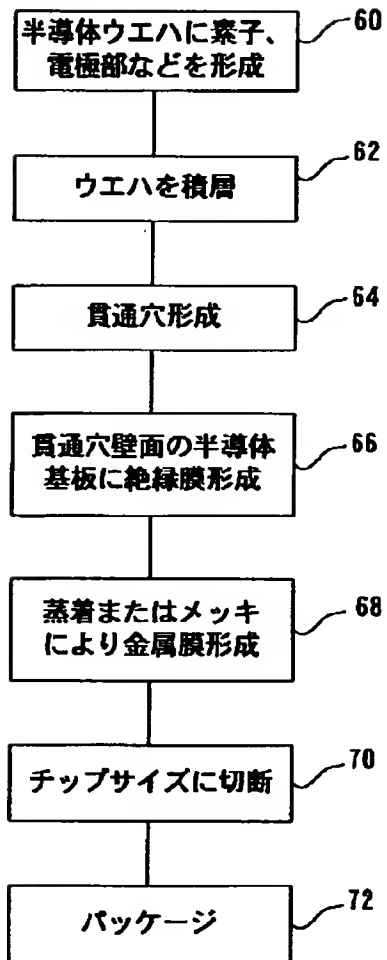 半導体ウエハに素子、
電極部などを形成
60
ウエハを積層
62
貫通穴形成
64
貫通穴壁面の半導体
基板に絶縁膜形成
66
蒸着またはメッキ
により金属膜形成
68
チップサイズに切断
70
パッケージ
72